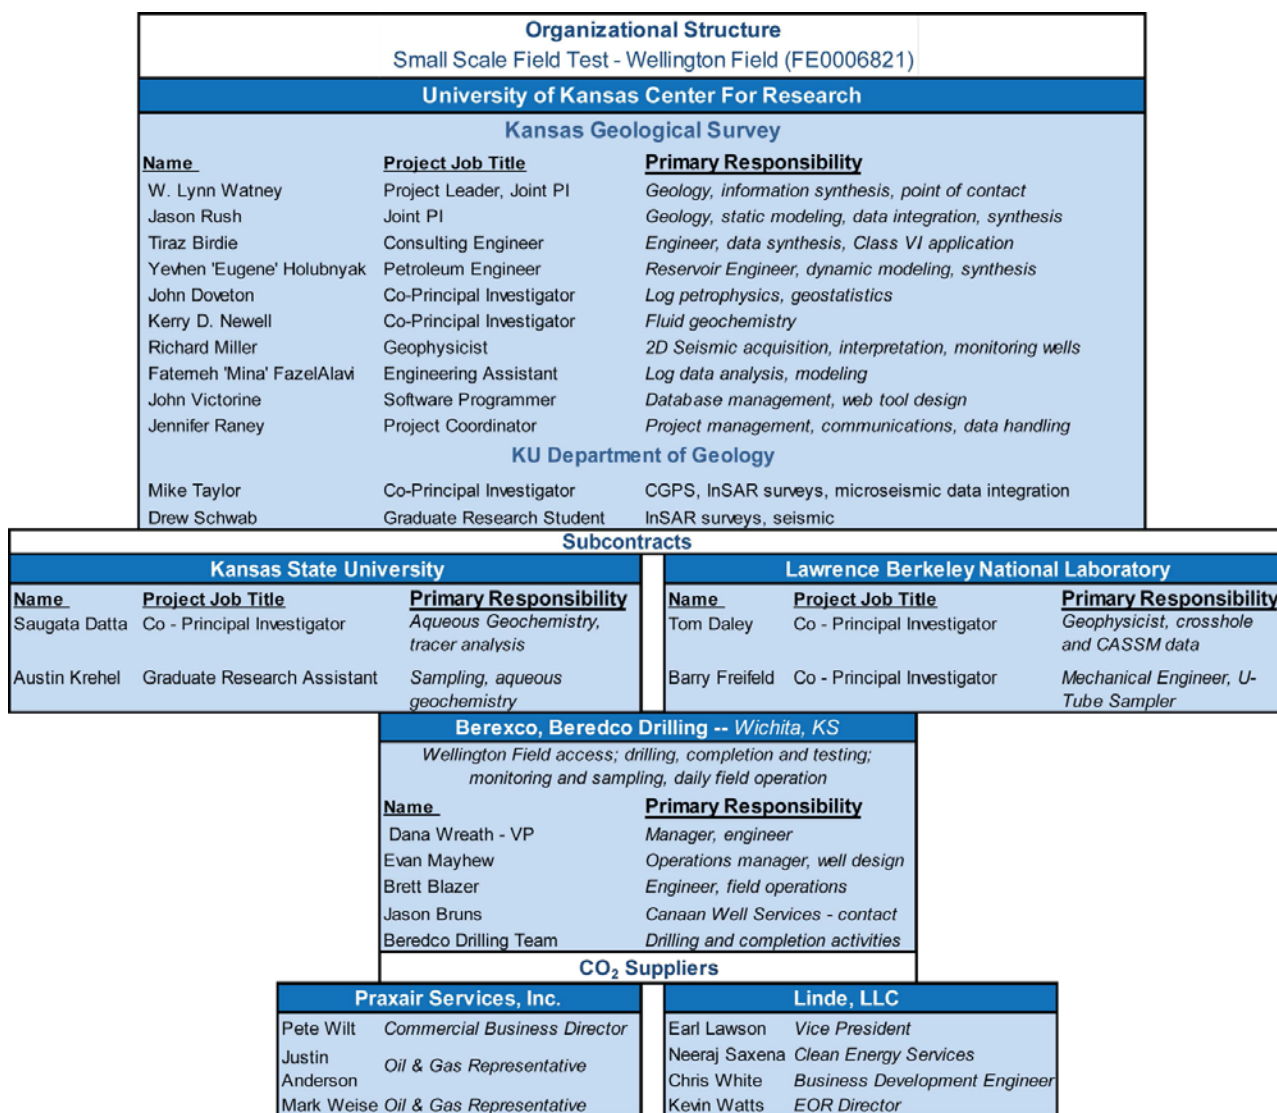 Organizational Structure
Small Scale Field Test - Wellington Field (FE0006821)
University of Kansas Center For Research
Kansas Geological Survey
Name Project Job Title Primary Responsibility
W. Lynn Watney Project Leader, Joint PI Geology, information synthesis, point of contact
Jason Rush Joint PI Geology, static modeling, data integration, synthesis
Tiraz Birdie Consulting Engineer Engineer, data synthesis, Class VI application
Yevhen 'Eugene' Holubnyak Petroleum Engineer Reservoir Engineer, dynamic modeling, synthesis
John Doveton Co-Principal Investigator Log petrophysics, geostatistics
Kerry D. Newell Co-Principal Investigator Fluid geochemistry
Richard Miller Geophysicist 2D Seismic acquisition, interpretation, monitoring wells
Fatemeh 'Mina' FazelAlavi Engineering Assistant Log data analysis, modeling
John Victorine Software Programmer Database management, web tool design
Jennifer Raney Project Coordinator Project management, communications, data handling
KU Department of Geology
Mike Taylor Co-Principal Investigator CGPS, InSAR surveys, microseismic data integration
Drew Schwab Graduate Research Student InSAR surveys, seismic
Subcontracts
Kansas State University
Name Project Job Title Primary Responsibility
Saugata Datta Co - Principal Investigator Aqueous Geochemistry,
tracer analysis
Austin Krehel Graduate Research Assistant Sampling, aqueous
geochemistry
Lawrence Berkeley National Laboratory
Name Project Job Title Primary Responsibility
Tom Daley Co - Principal Investigator Geophysicist, crosshole
and CASSM data
Barry Freifeld Co - Principal Investigator Mechanical Engineer, U-
Tube Sampler
Berexco, Beredco Drilling -- Wichita, KS
Wellington Field access; drilling, completion and testing;
monitoring and sampling, daily field operation
Name Primary Responsibility
Dana Wreath - VP Manager, engineer
Evan Mayhew Operations manager, well design
Brett Blazer Engineer, field operations
Jason Bruns Canaan Well Services - contact
Beredco Drilling Team Drilling and completion activities
CO2 Suppliers
Praxair Services, Inc.
Pete Wilt Commercial Business Director
Justin
Anderson Oil & Gas Representative
Mark Weise Oil & Gas Representative
Linde, LLC
Earl Lawson Vice President
Neeraj Saxena Clean Energy Services
Chris White Business Development Engineer
Kevin Watts EOR Director